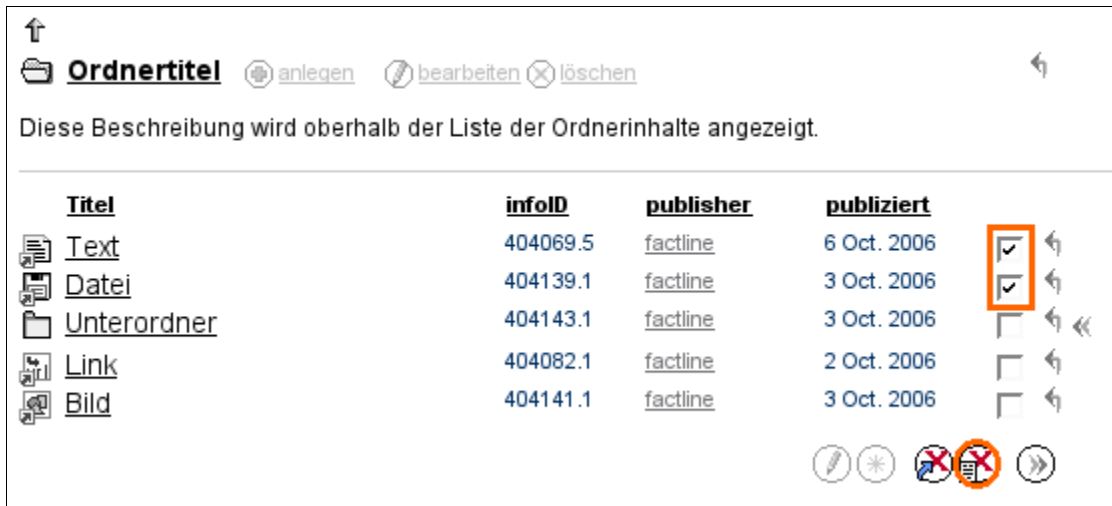 Ordnertitel anlegen bearbeiten löschen
Diese Beschreibung wird oberhalb der Liste der Ordnerinhalte angezeigt.
Titel infoID publisher publiziert
Text 404069.5 factline 6 Oct. 2006
Datei 404139.1 factline 3 Oct. 2006
Unterordner 404143.1 factline 3 Oct. 2006
Link 404082.1 factline 2 Oct. 2006
Bild 404141.1 factline 3 Oct. 2006